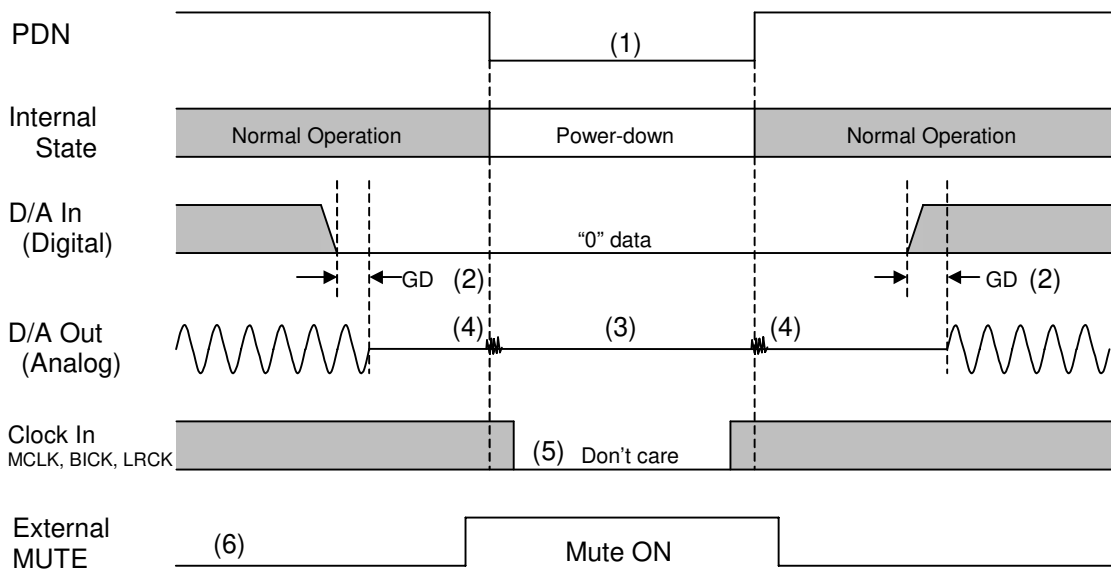 PDN
(1)
Internal
State
Normal Operation
Power-down
Normal Operation
D/A In
(Digital)
“0” data
GD (2)
GD (2)
D/A Out
(Analog)
(4)
(3)
(4)
Clock In
MCLK, BICK, LRCK
(5) Don’t care
External
MUTE
(6)
Mute ON